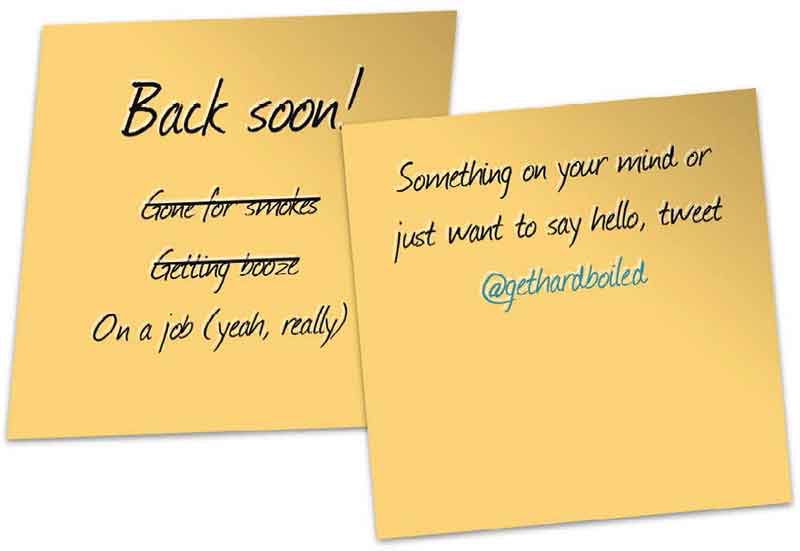 Back soon!
Gone for smokes
Getting booze
On a job (yeah, really)
Something on your mind or
just want to say hello, tweet
@gethardboiled